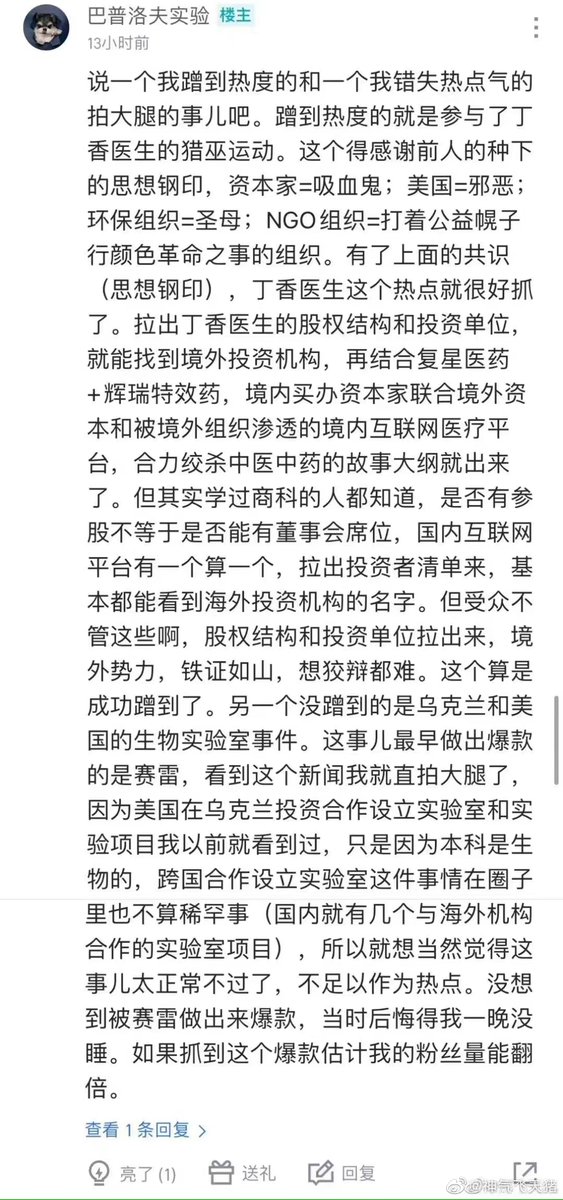 巴普洛夫实验 楼主
13小时前
说一个我蹭到热度的和一个我错失热点气的
拍大腿的事儿吧。蹭到热度的就是参与了丁
香医生的猎巫运动。这个得感谢前人的种下
的思想钢印，资本家=吸血鬼；美国=邪恶；
环保组织=圣母；NGO组织=打着公益幌子
行颜色革命之事的组织。有了上面的共识
（思想钢印），丁香医生这个热点就很好抓
了。拉出丁香医生的股权结构和投资单位，
就能找到境外投资机构，再结合复星医药
+辉瑞特效药，境内买办资本家联合境外资
本和被境外组织渗透的境内互联网医疗平
台，合力绞杀中医中药的故事大纲就出来
了。但其实学过商科的人都知道，是否有参
股不等于是否能有董事会席位，国内互联网
平台有一个算一个，拉出投资者清单来，基
本都能看到海外投资机构的名字。但受众不
管这些啊，股权结构和投资单位拉出来，境
外势力，铁证如山，想狡辩都难。这个算是
成功蹭到了。另一个没蹭到的是乌克兰和美
国的生物实验室事件。这事儿最早做出爆款
的是赛雷，看到这个新闻我就直拍大腿了，
因为美国在乌克兰投资合作设立实验室和实
验项目我以前就看到过，只是因为本科是生
物的，跨国合作设立实验室这件事情在圈子
里也不算稀罕事（国内就有几个与海外机构
合作的实验室项目），所以就想当然觉得这
事儿太正常不过了，不足以作为热点。没想
到被赛雷做出来爆款，当时后悔得我一晚没
睡。如果抓到这个爆款估计我的粉丝量能翻
倍。
查看 1 条回复
亮了 (1) 送礼 回复
@神气飞天猪